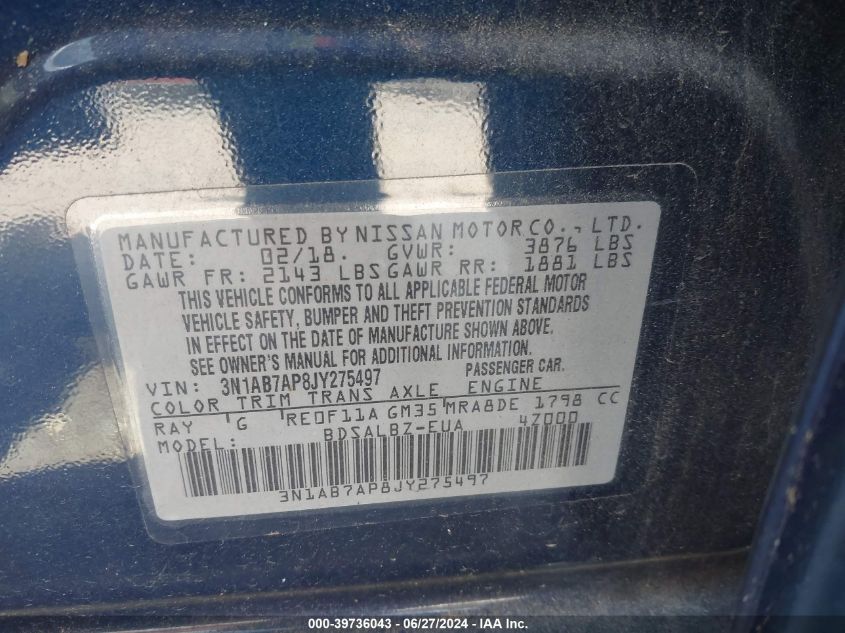 MANUFACTURED BY NISSAN MOTOR CO., LTD.
DATE: 02/18. GVWR: 3876 LBS
GAWR FR: 2143 LBS GAWR RR: 1881 LBS
THIS VEHICLE CONFORMS TO ALL APPLICABLE FEDERAL MOTOR
VEHICLE SAFETY, BUMPER AND THEFT PREVENTION STANDARDS
IN EFFECT ON THE DATE OF MANUFACTURE SHOWN ABOVE.
SEE OWNER'S MANUAL FOR ADDITIONAL INFORMATION.
VIN: 3N1AB7AP8JY275497 PASSENGER CAR.
COLOR TRIM TRANS AXLE ENGINE
RAY G RE0F11A GM35 MRA8DE 1798 CC
MODEL: BDSALBZ-EUA 4Z000
3N1AB7AP8JY275497
000-39736043 - 06/27/2024 - IAAI.com